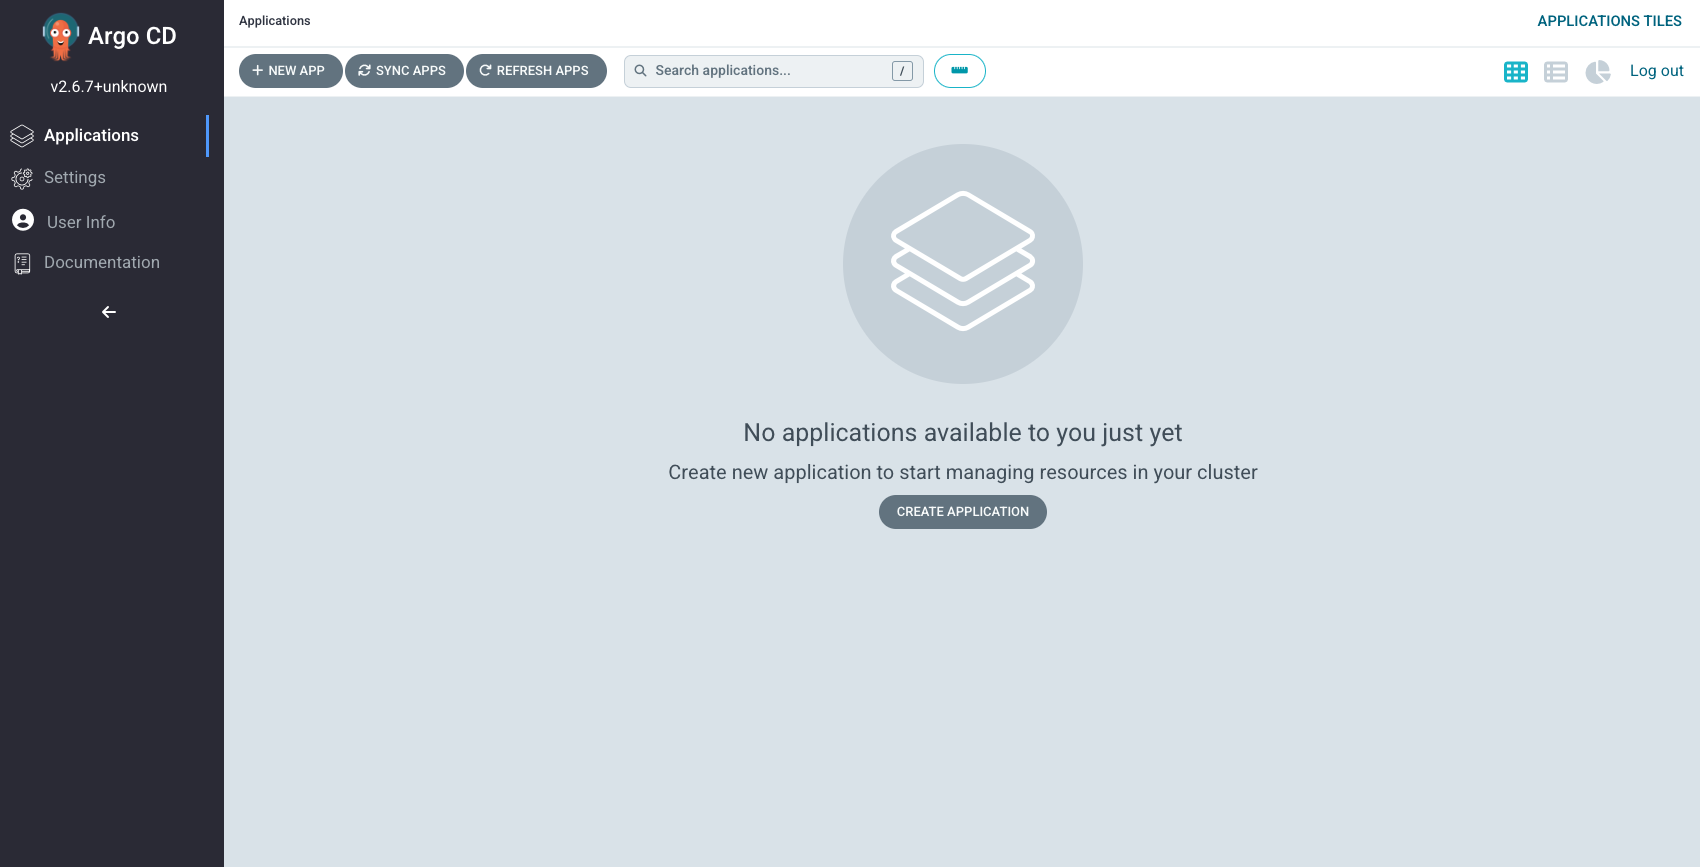 Argo CD
v2.6.7+unknown
Applications
Settings
User Info
Documentation
Applications
APPLICATIONS TILES
NEW APP
SYNC APPS
REFRESH APPS
Search applications...
/
Log out
No applications available to you just yet
Create new application to start managing resources in your cluster
CREATE APPLICATION